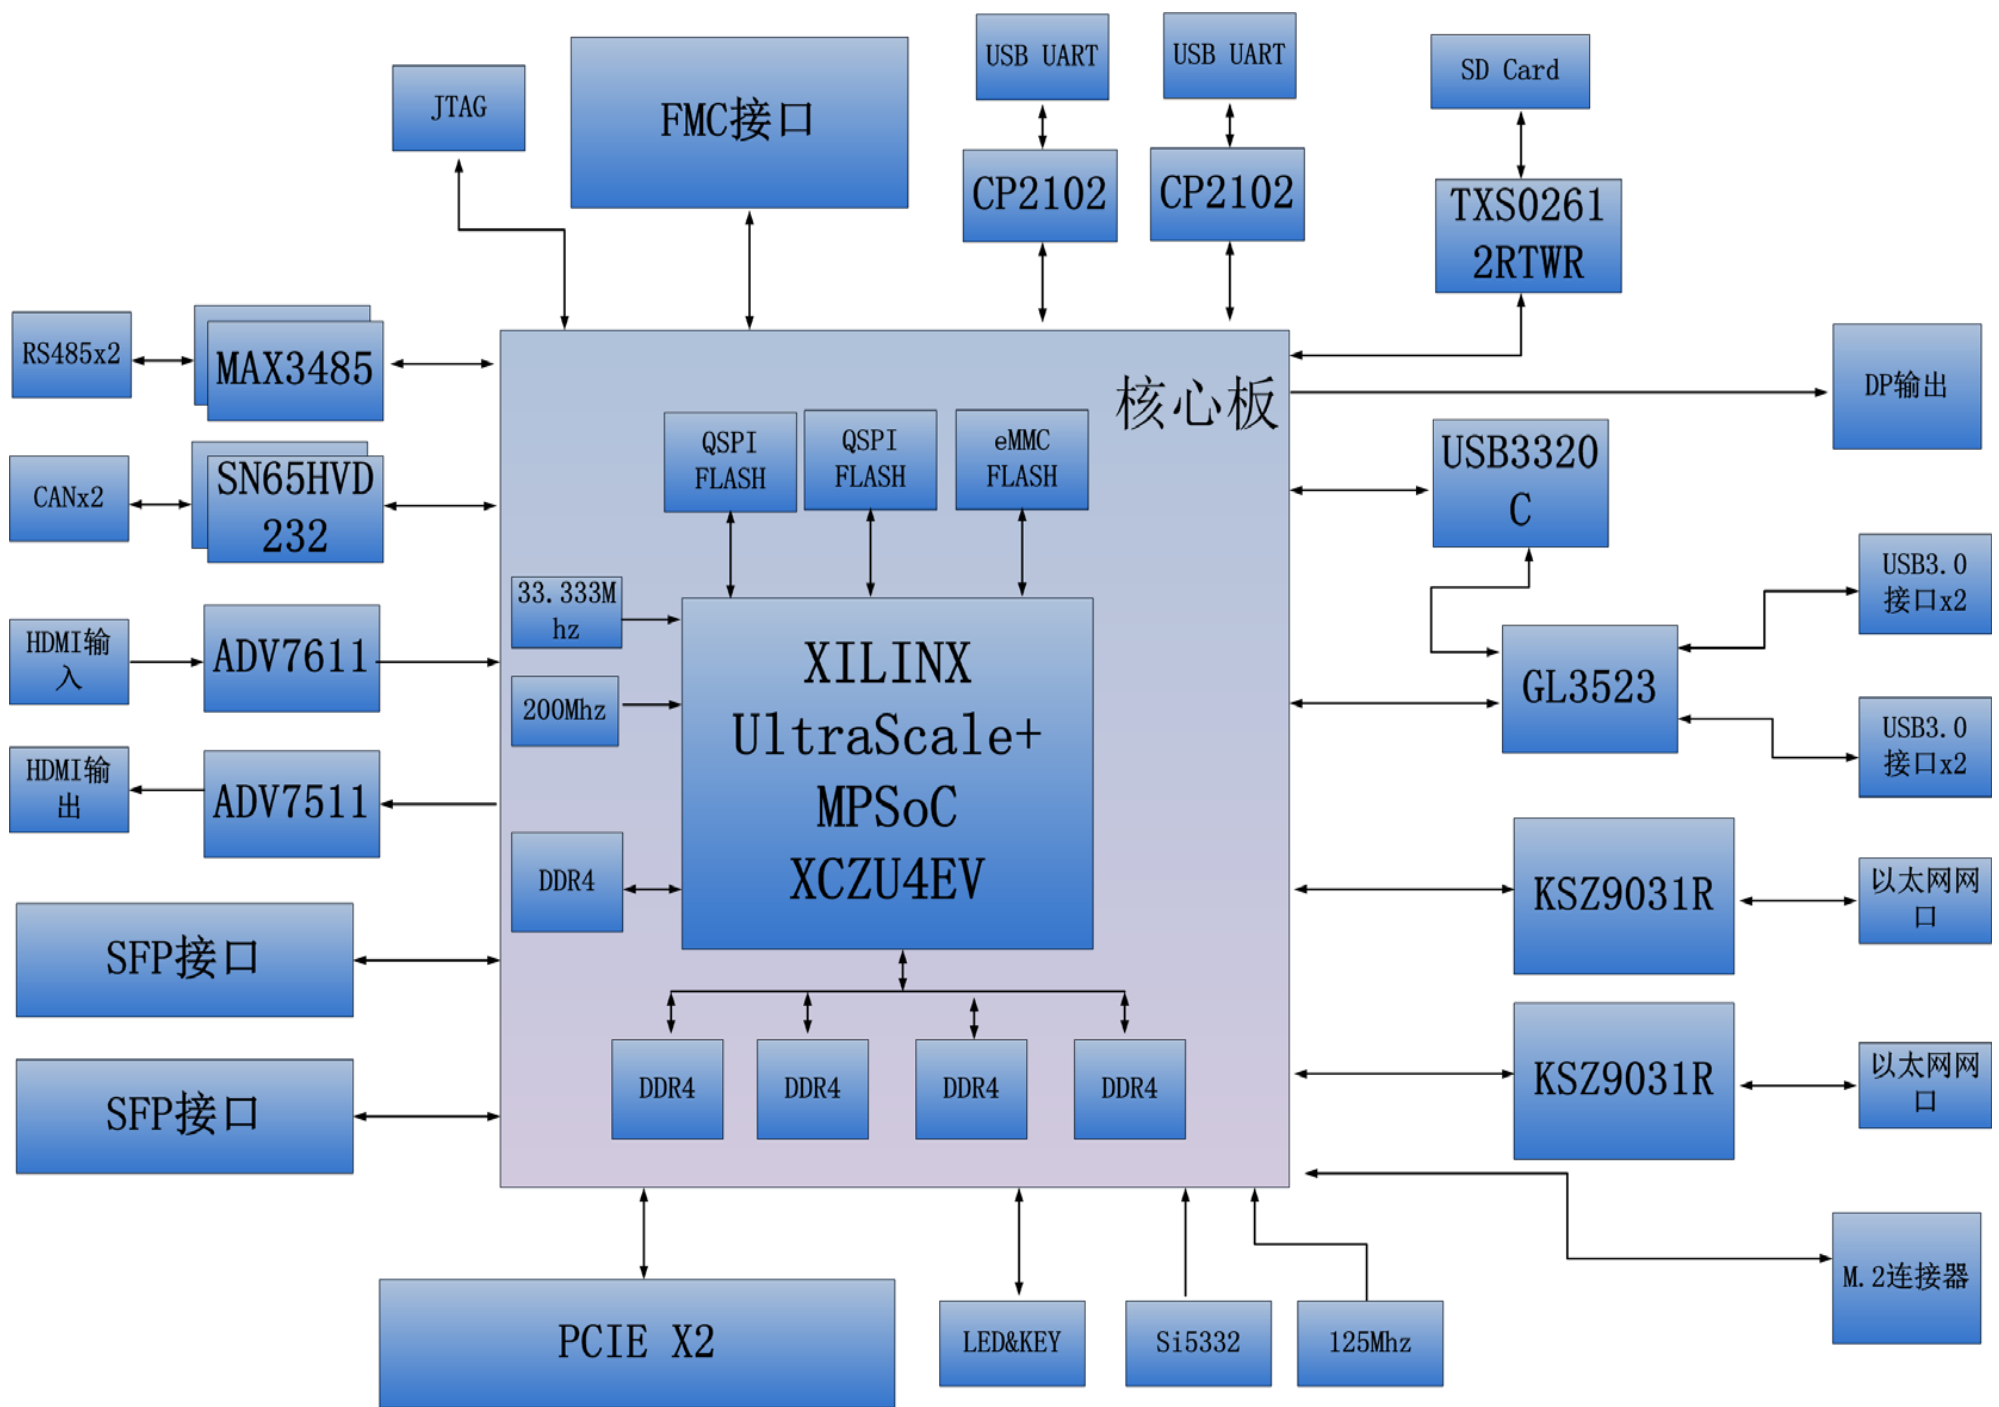 USB UART
USB UART
SD Card
JTAG
FMC接口
CP2102
CP2102
TXS0261
2RTWR
RS485x2
MAX3485
核心板
DP输出
QSPI
FLASH
QSPI
FLASH
eMMC
FLASH
USB3320
C
CANx2
SN65HVD
232
33.333M
hz
USB3.0
接口x2
HDMI输
入
ADV7611
XILINX
UltraScale+
MPSoC
XCZU4EV
GL3523
200Mhz
USB3.0
接口x2
HDMI输
出
ADV7511
DDR4
KSZ9031R
以太网网
口
SFP接口
DDR4
DDR4
DDR4
DDR4
KSZ9031R
以太网网
口
SFP接口
M.2连接器
PCIE X2
LED&KEY
Si5332
125Mhz